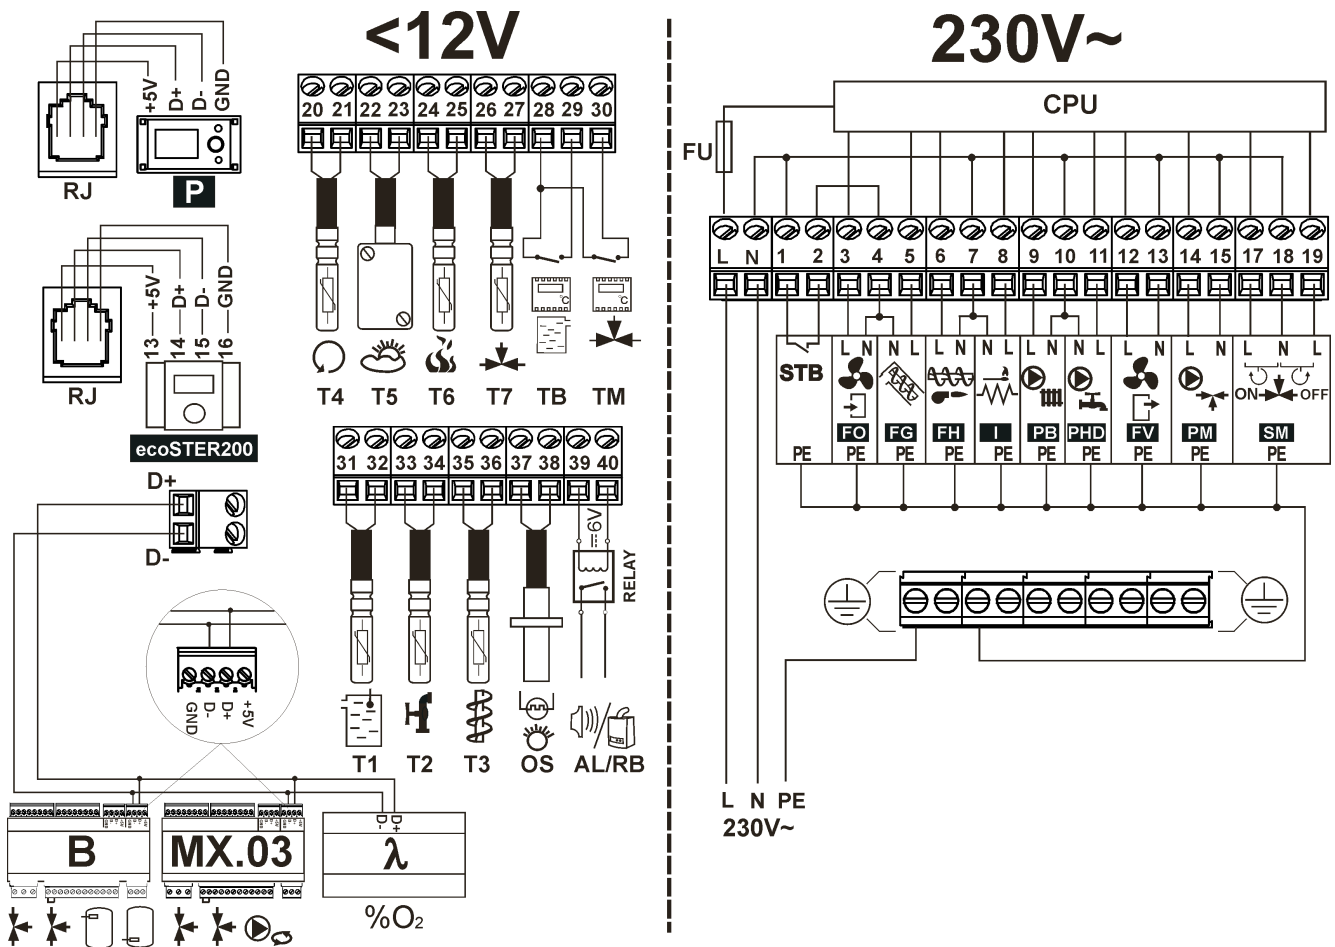 <12V
230V~
+5V D+ D- GND
RJ
P
+5V D+ D- GND
13 14 15 16
RJ
ecoSTER200
D+
D-
GND D- D+ +5V
B
MX.03
D- D+
λ
%O2
20 21 22 23 24 25 26 27 28 29 30
°C °C
T4 T5 T6 T7 TB TM
31 32 33 34 35 36 37 38 39 40
=6V
RELAY
T1 T2 T3 OS AL/RB
CPU
FU
L N 1 2 3 4 5 6 7 8 9 10 11 12 13 14 15 17 18 19
L N L L N N L L N L L N L N L N L
STB
ON OFF
FO FG FH I PB PHD FV PM SM
PE PE PE PE PE PE PE PE PE PE
L N PE
230V~